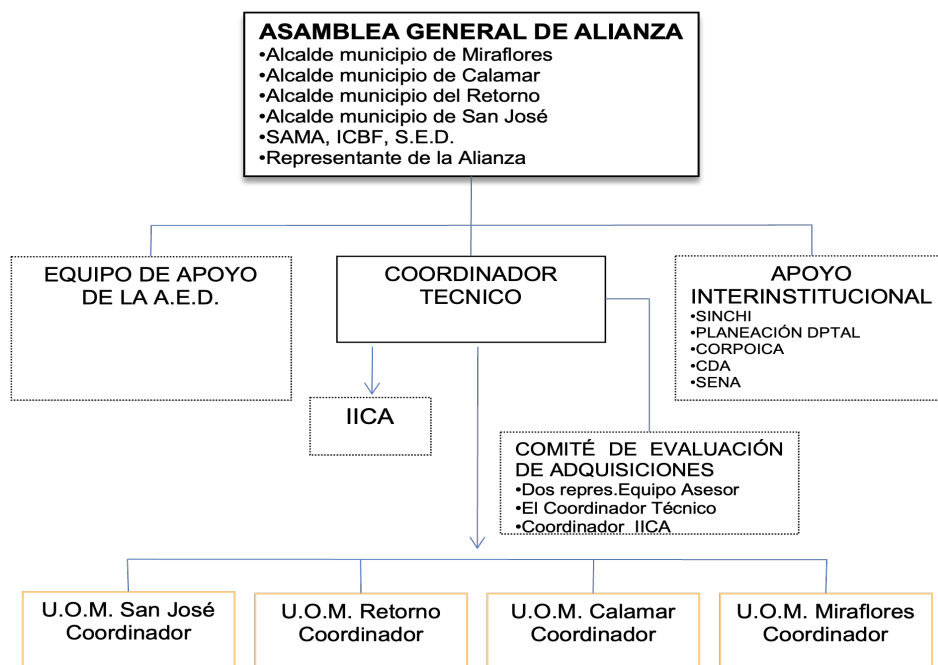 ASAMBLEA GENERAL DE ALIANZA
•Alcalde municipio de Miraflores
•Alcalde municipio de Calamar
•Alcalde municipio del Retorno
•Alcalde municipio de San José
•SAMA, ICBF, S.E.D.
•Representante de la Alianza
EQUIPO DE APOYO
DE LA A.E.D.
COORDINADOR
TECNICO
APOYO
INTERINSTITUCIONAL
•SINCHI
•PLANEACIÓN DPTAL
•CORPOICA
•CDA
•SENA
IICA
COMITÉ DE EVALUACIÓN
DE ADQUISICIONES
•Dos repres.Equipo Asesor
•El Coordinador Técnico
•Coordinador IICA
U.O.M. San José
Coordinador
U.O.M. Retorno
Coordinador
U.O.M. Calamar
Coordinador
U.O.M. Miraflores
Coordinador